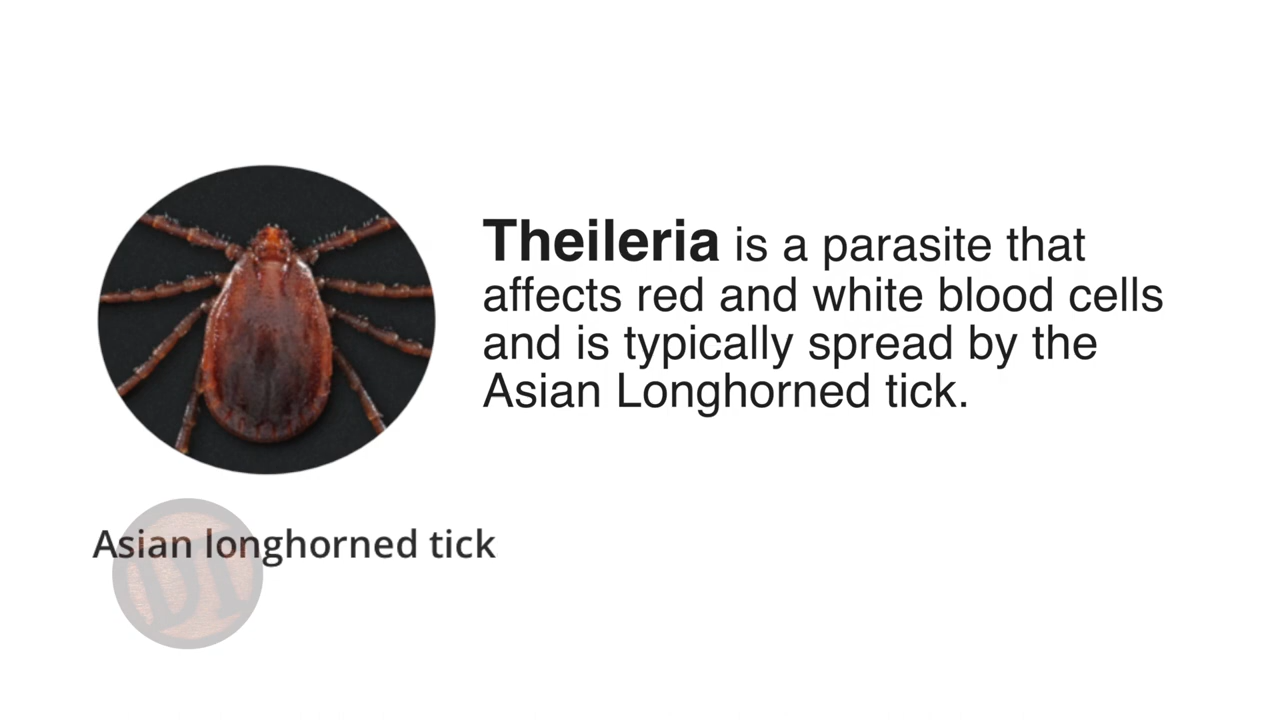 Theileria is a parasite that
affects red and white blood cells
and is typically spread by the
Asian Longhorned tick.
Asian longhorned tick
DT